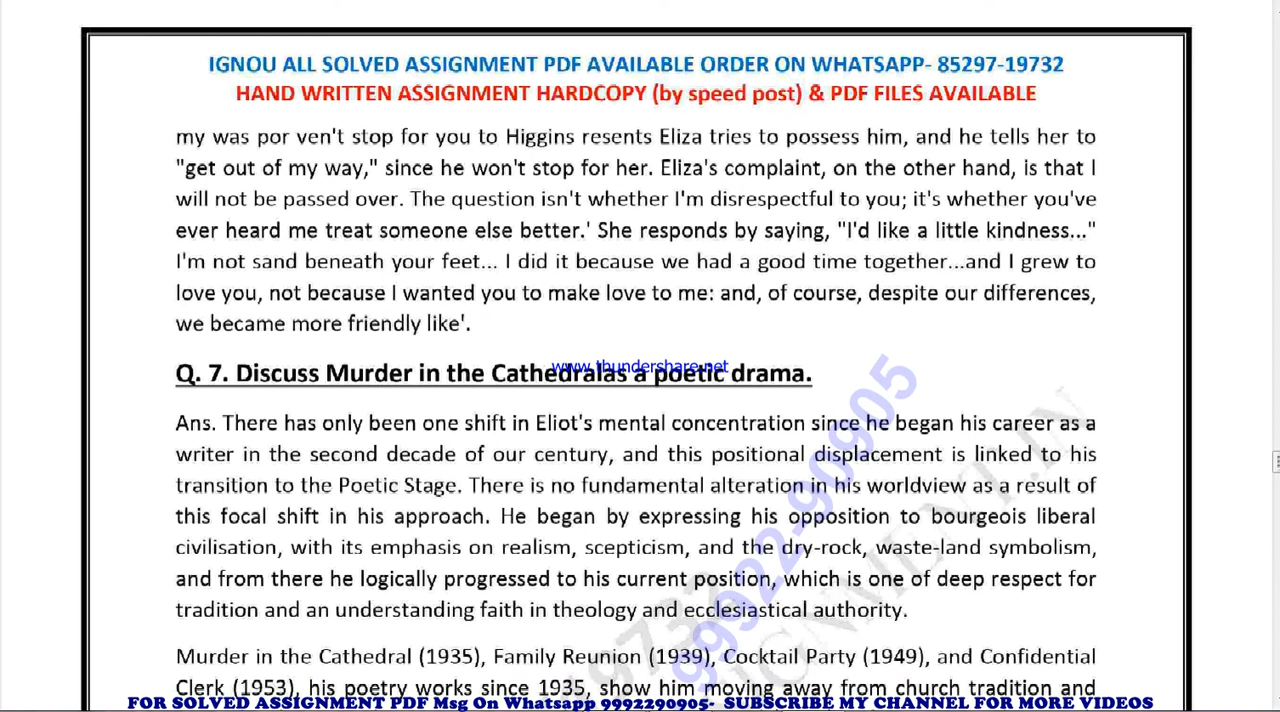 IGNOU ALL SOLVED ASSIGNMENT PDF AVAILABLE ORDER ON WHATSAPP- 85297-19732
HAND WRITTEN ASSIGNMENT HARDCOPY (by speed post) & PDF FILES AVAILABLE
my was por ven't stop for you to Higgins resents Eliza tries to possess him, and he tells her to
"get out of my way," since he won't stop for her. Eliza's complaint, on the other hand, is that I
will not be passed over. The question isn't whether I'm disrespectful to you; it's whether you've
ever heard me treat someone else better.' She responds by saying, "I'd like a little kindness..."
I'm not sand beneath your feet... I did it because we had a good time together...and I grew to
love you, not because I wanted you to make love to me: and, of course, despite our differences,
we became more friendly like'.
www.thundershare.net
Q. 7. Discuss Murder in the Cathedralas a poetic drama.
Ans. There has only been one shift in Eliot's mental concentration since he began his career as a
writer in the second decade of our century, and this positional displacement is linked to his
transition to the Poetic Stage. There is no fundamental alteration in his worldview as a result of
this focal shift in his approach. He began by expressing his opposition to bourgeois liberal
civilisation, with its emphasis on realism, scepticism, and the dry-rock, waste-land symbolism,
and from there he logically progressed to his current position, which is one of deep respect for
tradition and an understanding faith in theology and ecclesiastical authority.
99922-90905
Murder in the Cathedral (1935), Family Reunion (1939), Cocktail Party (1949), and Confidential
Clerk (1953), his poetry works since 1935, show him moving away from church tradition and
FOR SOLVED ASSIGNMENT PDF Msg On Whatsapp 9992290905- SUBSCRIBE MY CHANNEL FOR MORE VIDEOS